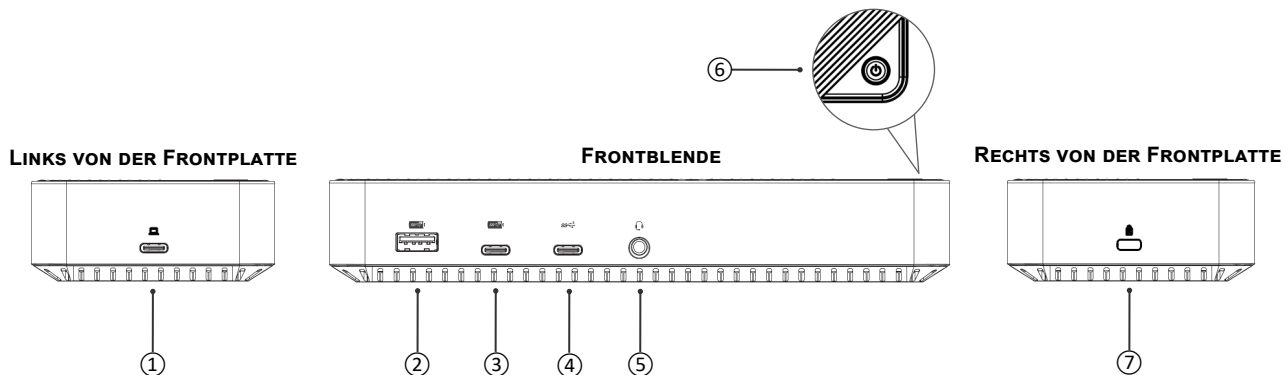 ⑥
LINKS VON DER FRONTPLATTE
FRONTBLENDE
RECHTS VON DER FRONTPLATTE
① ② ③ ④ ⑤ ⑦